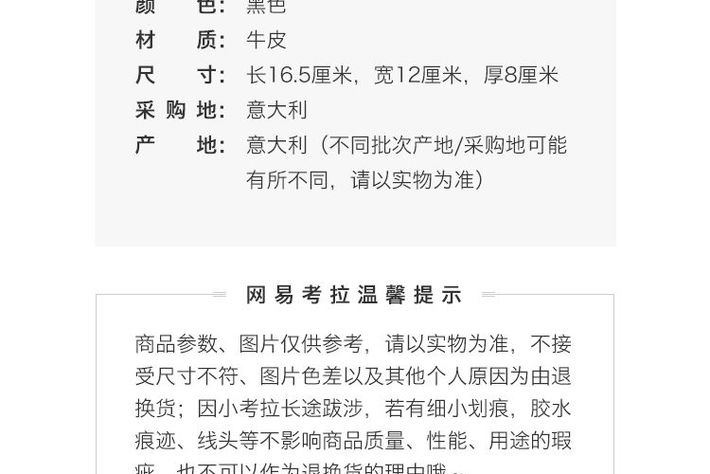 颜色：黑色
材质：牛皮
尺寸：长16.5厘米，宽12厘米，厚8厘米
采购地：意大利
产地：意大利（不同批次产地/采购地可能
有所不同，请以实物为准）
网易考拉温馨提示
商品参数、图片仅供参考，请以实物为准，不接
受尺寸不符、图片色差以及其他个人原因为由退
换货；因小考拉长途跋涉，若有细小划痕，胶水
痕迹、线头等不影响商品质量、性能、用途的瑕
疵，也不可以作为退换货的理由哦~